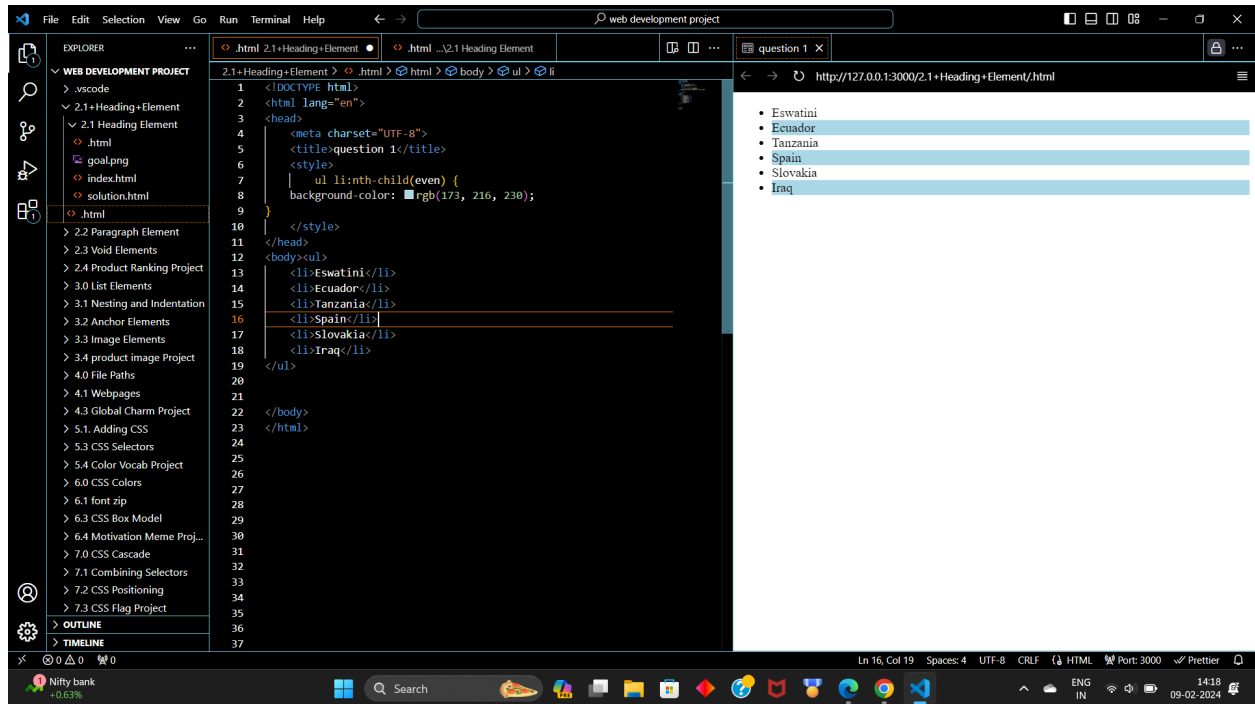 File Edit Selection View Go Run Terminal Help
web development project
EXPLORER
WEB DEVELOPMENT PROJECT
.vscode
2.1+Heading+Element
2.1 Heading Element
.html
goal.png
index.html
solution.html
.html
2.2 Paragraph Element
2.3 Void Elements
2.4 Product Ranking Project
3.0 List Elements
3.1 Nesting and Indentation
3.2 Anchor Elements
3.3 Image Elements
3.4 product image Project
4.0 File Paths
4.1 Webpages
4.3 Global Charm Project
5.1. Adding CSS
5.3 CSS Selectors
5.4 Color Vocab Project
6.0 CSS Colors
6.1 font zip
6.3 CSS Box Model
6.4 Motivation Meme Proj...
7.0 CSS Cascade
7.1 Combining Selectors
7.2 CSS Positioning
7.3 CSS Flag Project
OUTLINE
TIMELINE
.html 2.1+Heading+Element
.html ...\2.1 Heading Element
2.1+Heading+Element > .html > html > body > ul > li
1 <!DOCTYPE html>
2 <html lang="en">
3 <head>
4 <meta charset="UTF-8">
5 <title>question 1</title>
6 <style>
7 ul li:nth-child(even) {
8 background-color: rgb(173, 216, 230);
9 }
10 </style>
11 </head>
12 <body><ul>
13 <li>Eswatini</li>
14 <li>Ecuador</li>
15 <li>Tanzania</li>
16 <li>Spain</li>
17 <li>Slovakia</li>
18 <li>Iraq</li>
19 </ul>
20
21
22 </body>
23 </html>
24
25
26
27
28
29
30
31
32
33
34
35
36
37
question 1
http://127.0.0.1:3000/2.1+Heading+Element/.html
Eswatini
Ecuador
Tanzania
Spain
Slovakia
Iraq
0 0 0
Ln 16, Col 19 Spaces: 4 UTF-8 CRLF HTML Port: 3000 Prettier
1
Nifty bank
+0.63%
Search
ENG
IN
14:18
09-02-2024